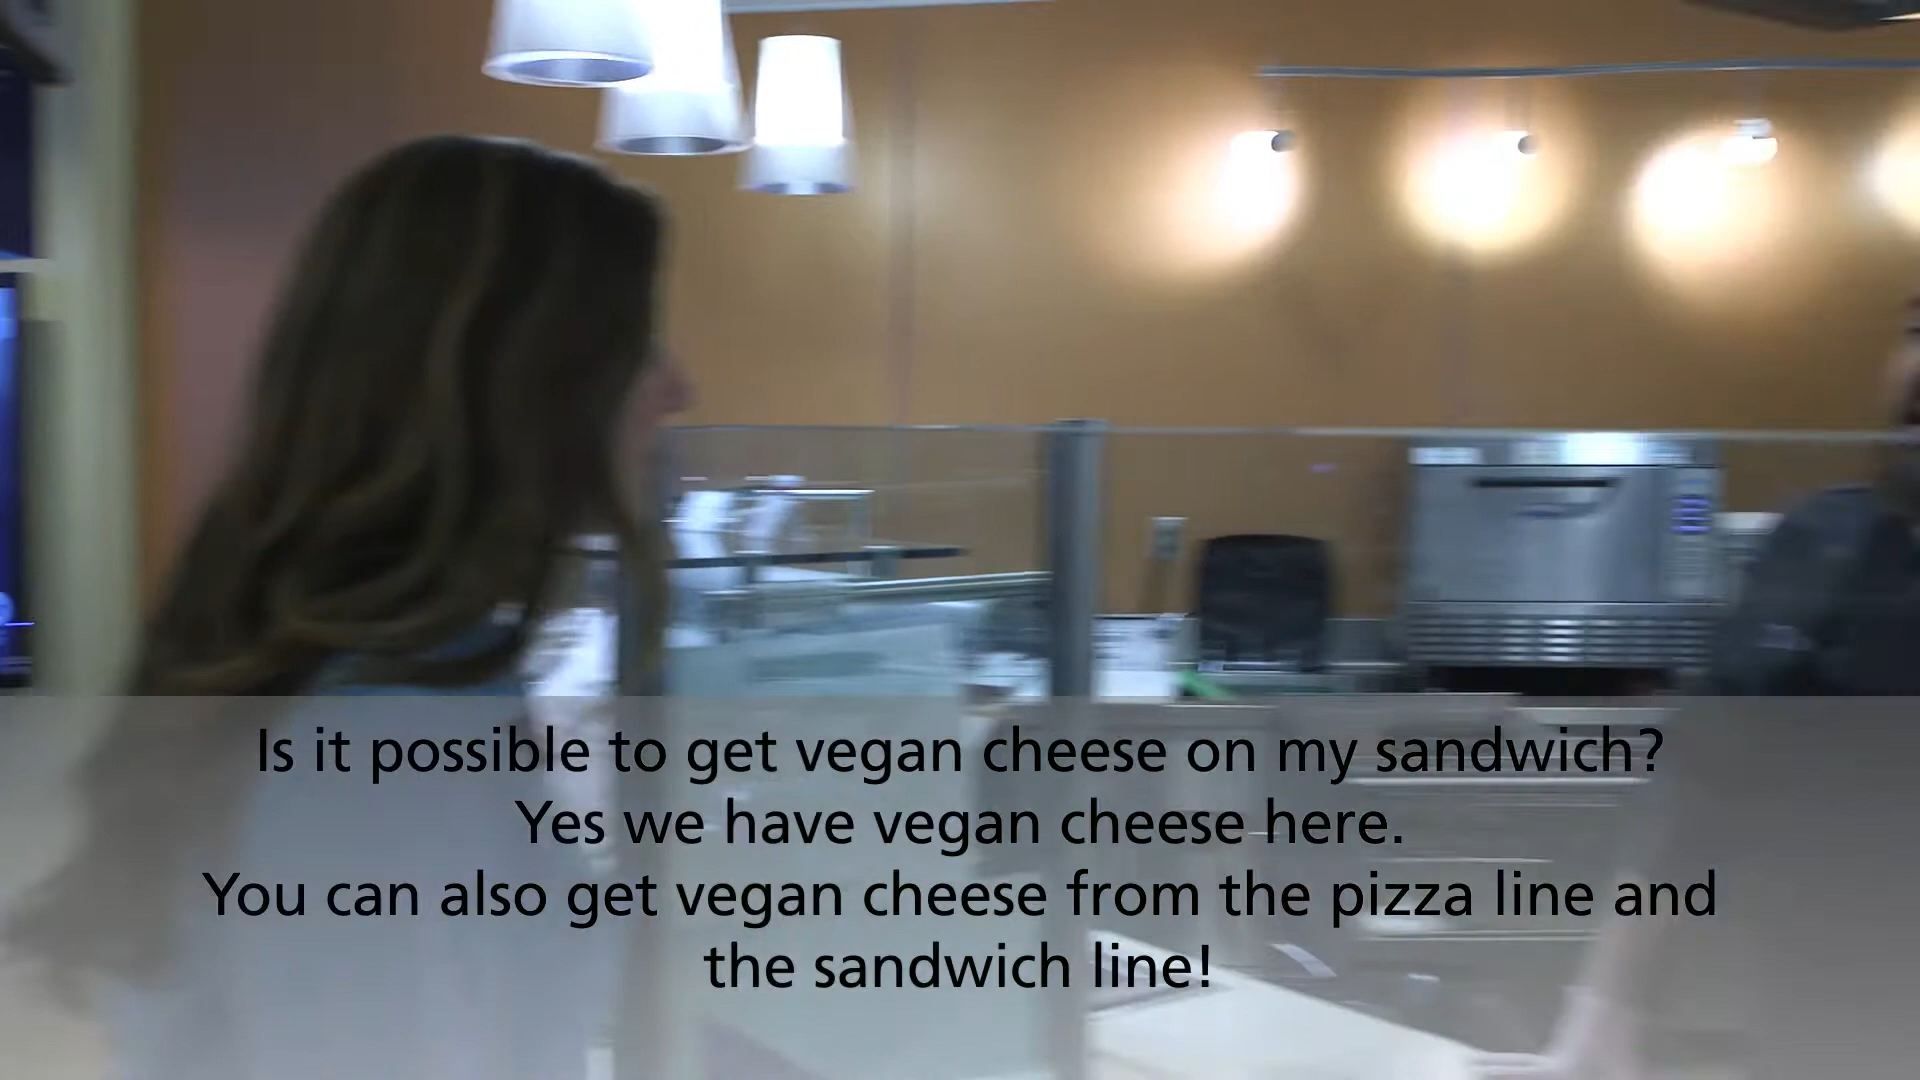 Is it possible to get vegan cheese on my sandwich?
Yes we have vegan cheese here.
You can also get vegan cheese from the pizza line and
the sandwich line!